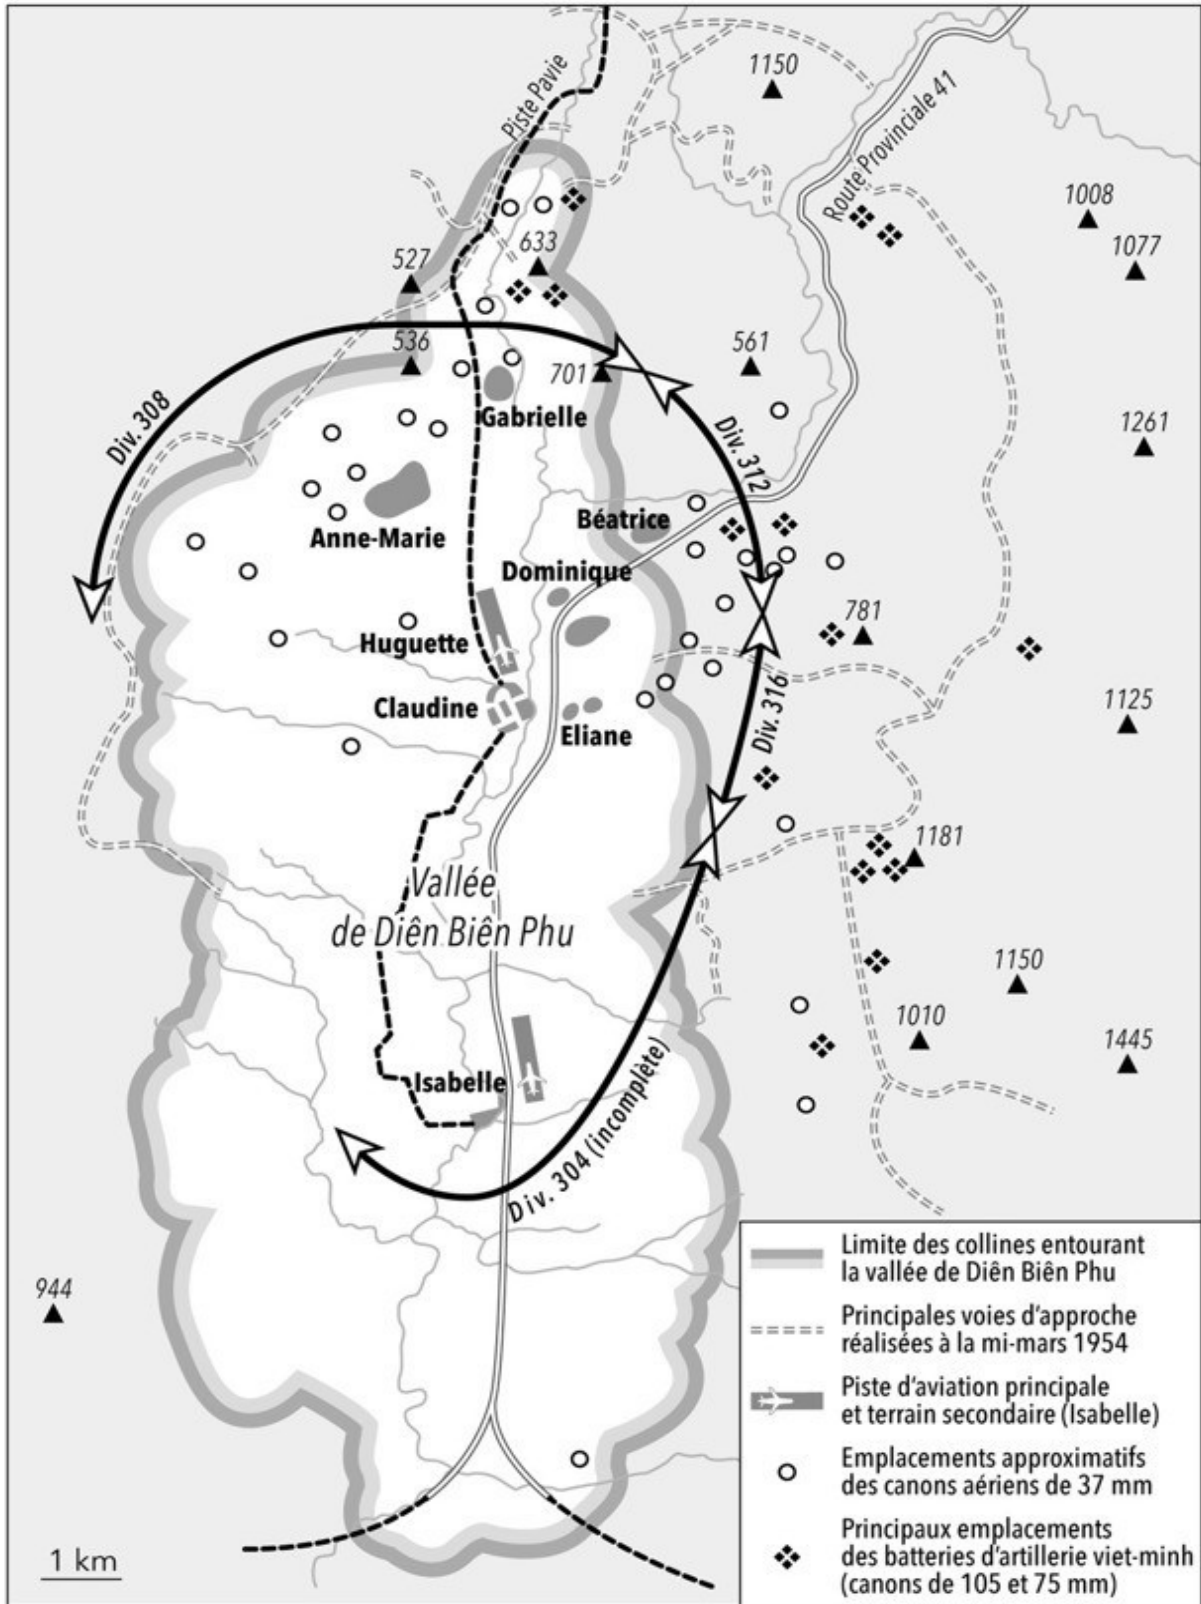 1150
Piste Pavie
Route Provinciale 41
1008
1077
633
527
536
561
701
Div. 308
Gabrielle
Div. 312
1261
Béatrice
Anne-Marie
Dominique
781
Huguette
Claudine
Eliane
Div. 316
1125
1181
Vallée
de Diên Biên Phu
1150
1010
1445
Isabelle
Div. 304 (incomplète)
944
Limite des collines entourant
la vallée de Diên Biên Phu
Principales voies d'approche
réalisées à la mi-mars 1954
Piste d'aviation principale
et terrain secondaire (Isabelle)
Emplacements approximatifs
des canons aériens de 37 mm
Principaux emplacements
des batteries d'artillerie viet-minh
(canons de 105 et 75 mm)
1 km